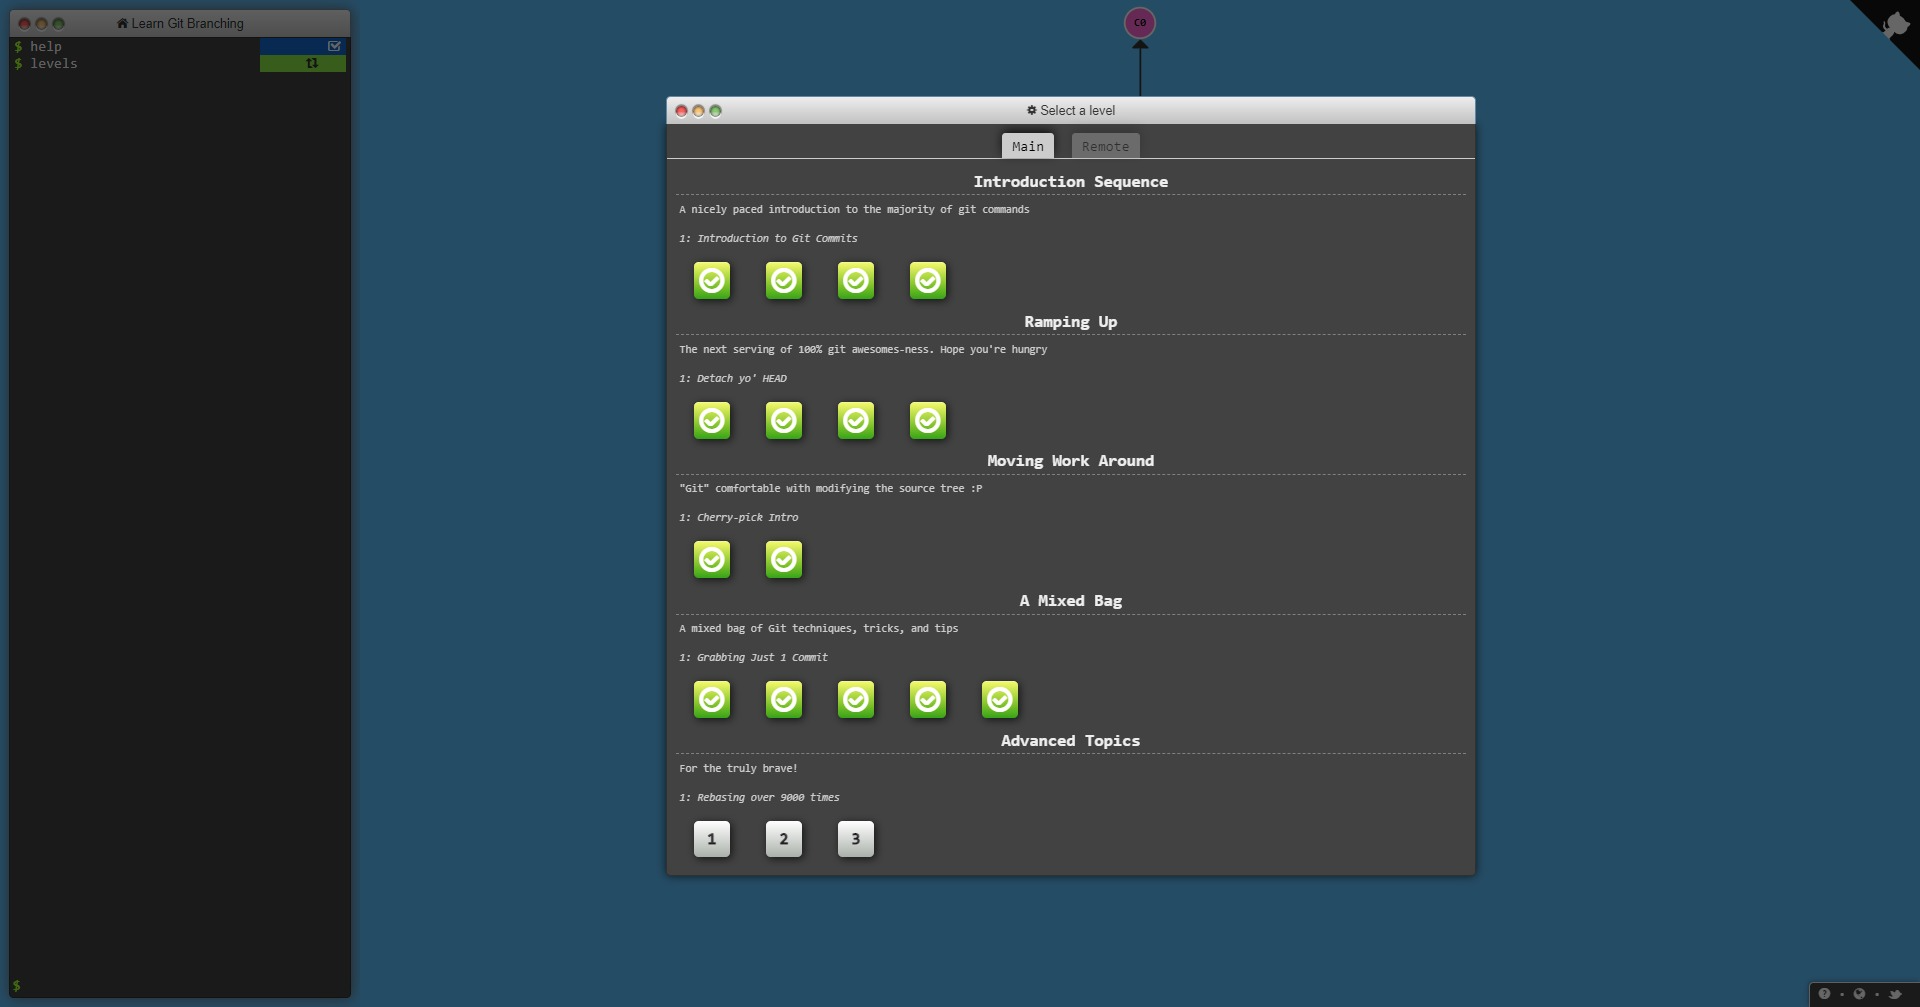 Learn Git Branching
$ help
$ levels
$
C0
Select a level
Main
Remote
Introduction Sequence
A nicely paced introduction to the majority of git commands
1: Introduction to Git Commits
Ramping Up
The next serving of 100% git awesomes-ness. Hope you're hungry
1: Detach yo' HEAD
Moving Work Around
"Git" comfortable with modifying the source tree :P
1: Cherry-pick Intro
A Mixed Bag
A mixed bag of Git techniques, tricks, and tips
1: Grabbing Just 1 Commit
Advanced Topics
For the truly brave!
1: Rebasing over 9000 times
1 2 3